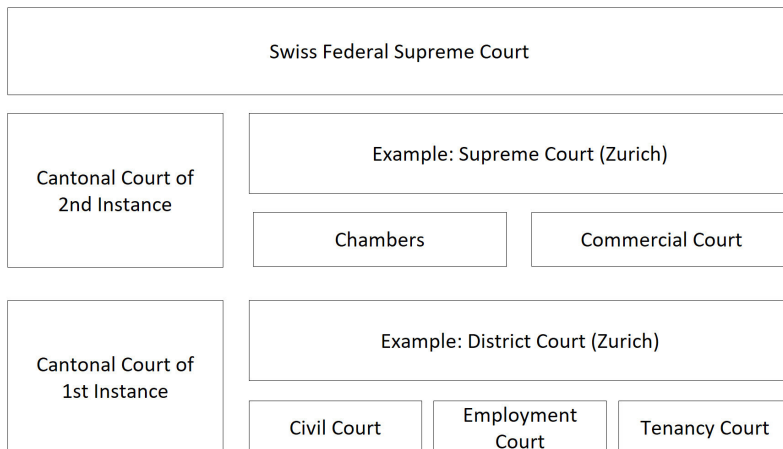 Swiss Federal Supreme Court
Cantonal Court of
2nd Instance
Example: Supreme Court (Zurich)
Chambers
Commercial Court
Cantonal Court of
1st Instance
Example: District Court (Zurich)
Civil Court
Employment
Court
Tenancy Court